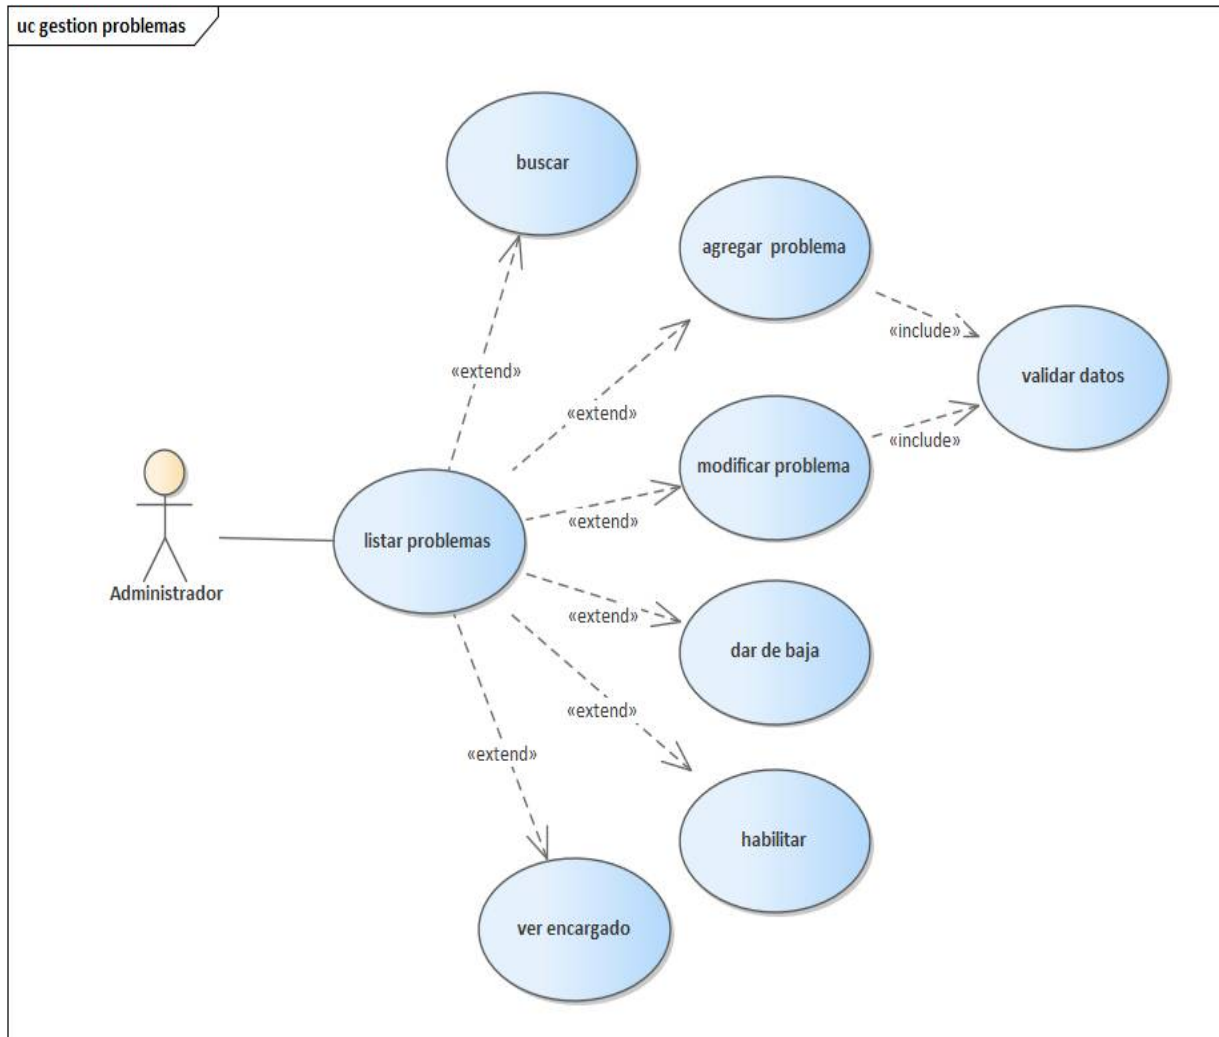 uc gestion problemas
buscar
agregar problema
«extend»
«include»
validar datos
«extend»
«include»
modificar problema
«extend»
listar problemas
Administrador
«extend»
dar de baja
«extend»
«extend»
habilitar
ver encargado